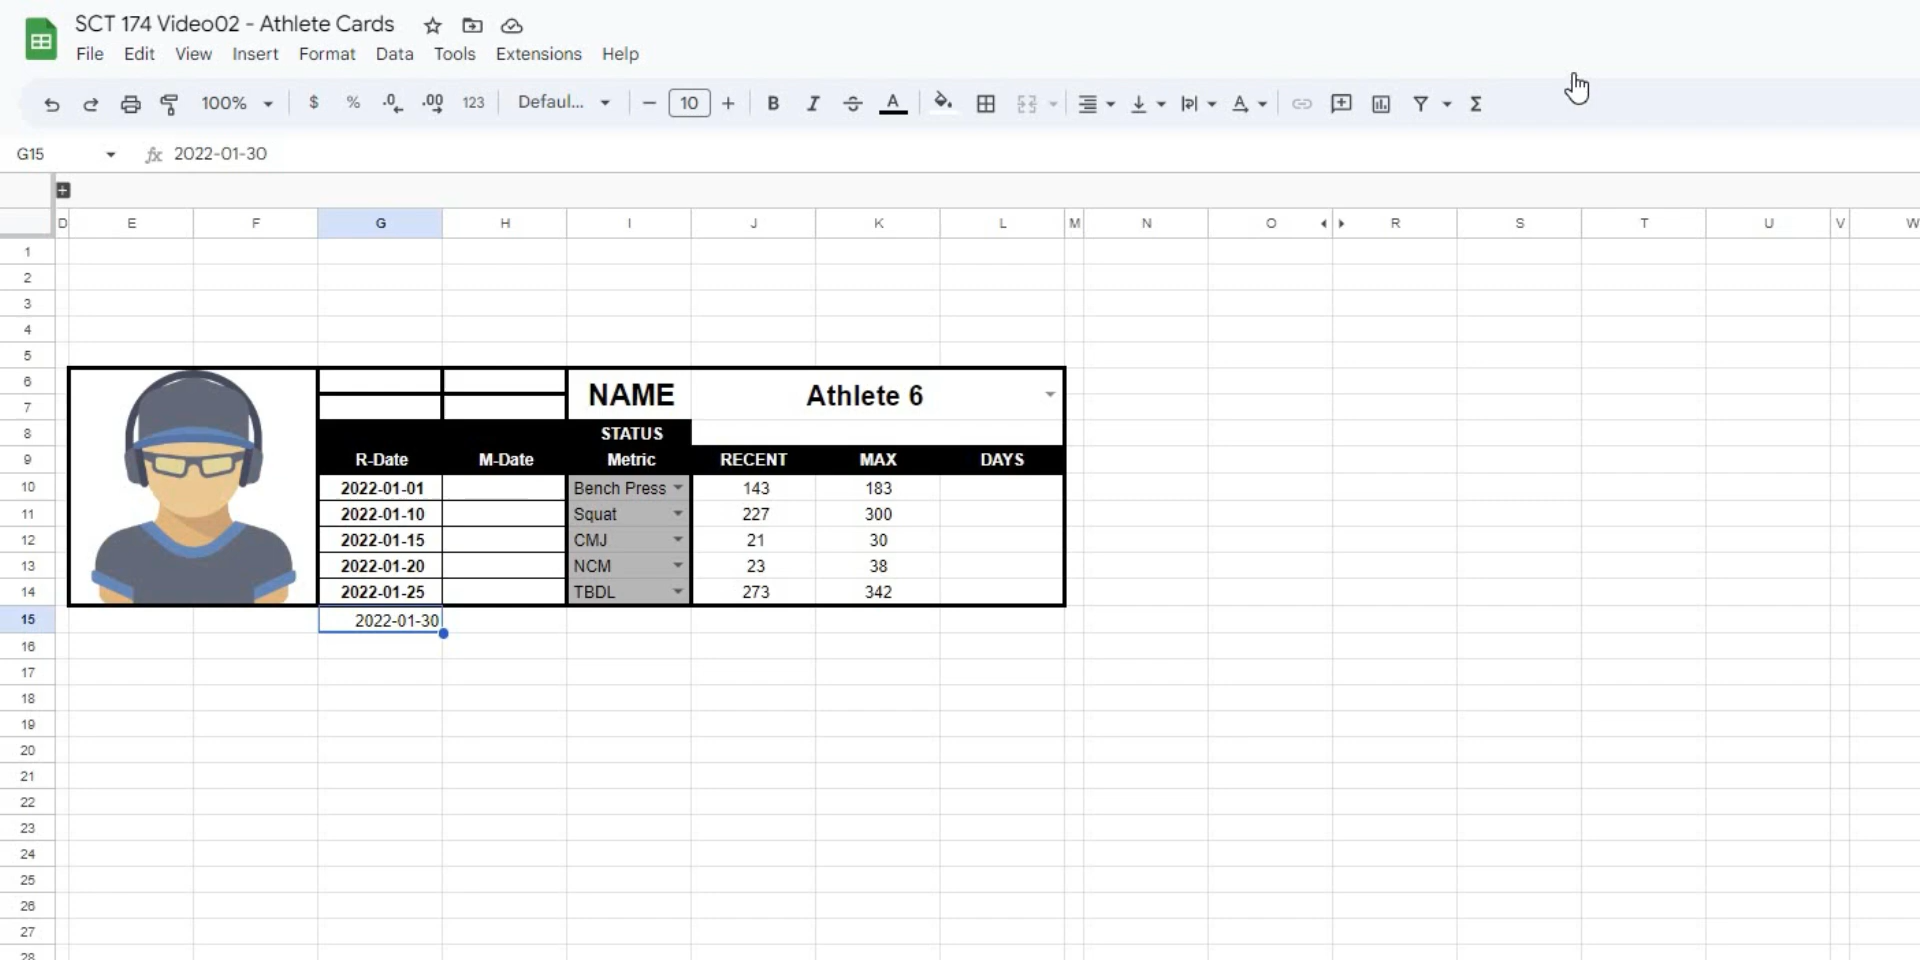 SCT 174 Video02 - Athlete Cards
File Edit View Insert Format Data Tools Extensions Help
100% $ % .0 .00 123 Defaul... − 10 + B I S A Σ
G15 fx 2022-01-30
D E F G H I J K L M N O R S T U V W
1
2
3
4
5
6 NAME Athlete 6
7
8 STATUS
9 R-Date M-Date Metric RECENT MAX DAYS
10 2022-01-01 Bench Press 143 183
11 2022-01-10 Squat 227 300
12 2022-01-15 CMJ 21 30
13 2022-01-20 NCM 23 38
14 2022-01-25 TBDL 273 342
15 2022-01-30
16
17
18
19
20
21
22
23
24
25
26
27
28